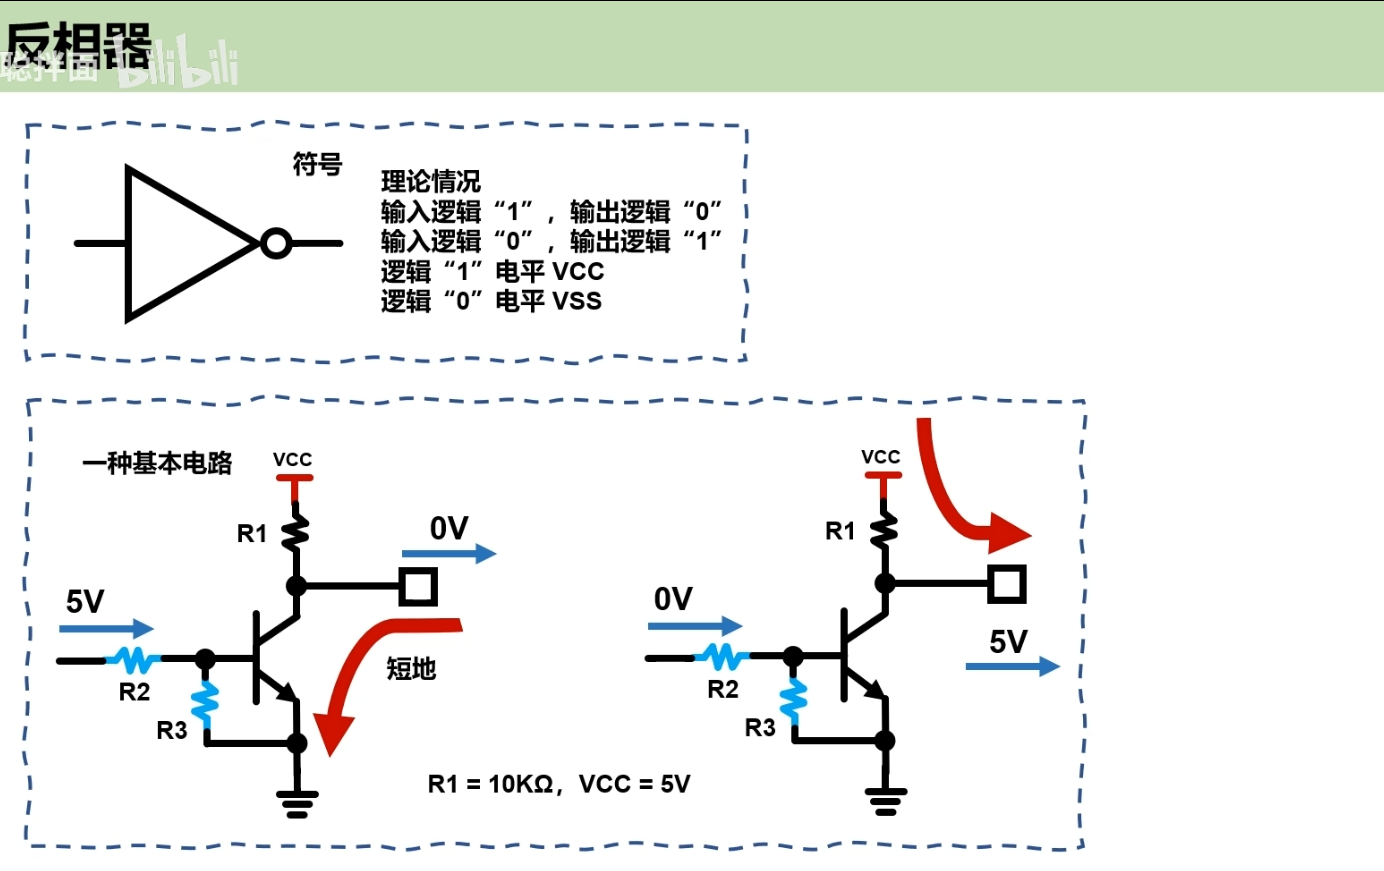 反相器
聪拌面 bilibili
符号
理论情况
输入逻辑“1”，输出逻辑“0”
输入逻辑“0”，输出逻辑“1”
逻辑“1”电平 VCC
逻辑“0”电平 VSS
一种基本电路
VCC
R1
0V
5V
R2
R3
短地
VCC
R1
0V
5V
R2
R3
R1 = 10KΩ，VCC = 5V